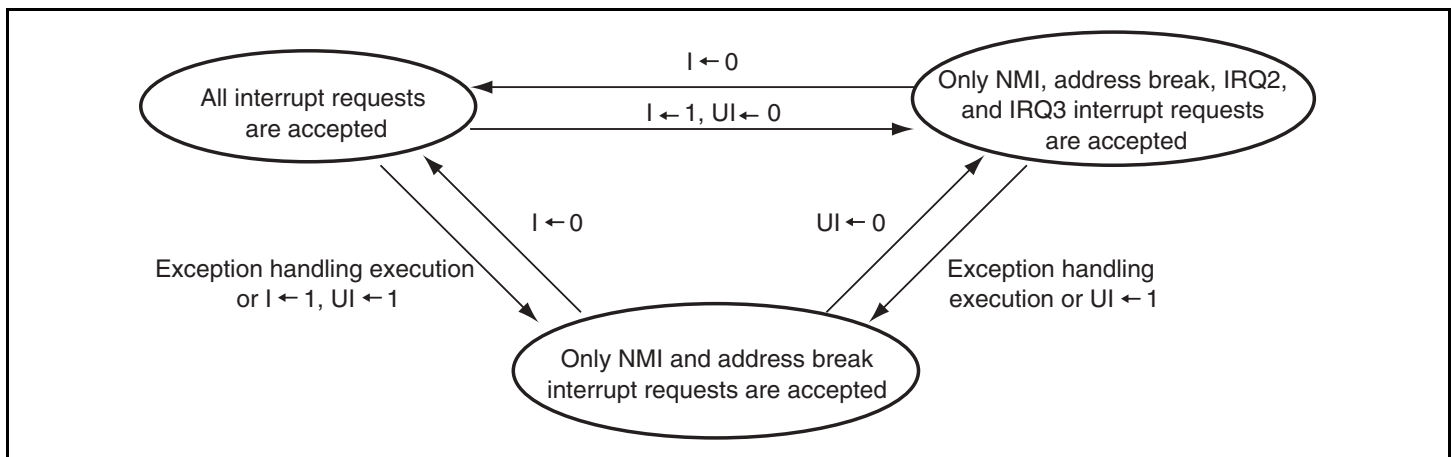 All interrupt requests
are accepted
I ← 0
I ← 1, UI ← 0
Only NMI, address break, IRQ2,
and IRQ3 interrupt requests
are accepted
I ← 0
UI ← 0
Exception handling execution
or I ← 1, UI ← 1
Exception handling
execution or UI ← 1
Only NMI and address break
interrupt requests are accepted